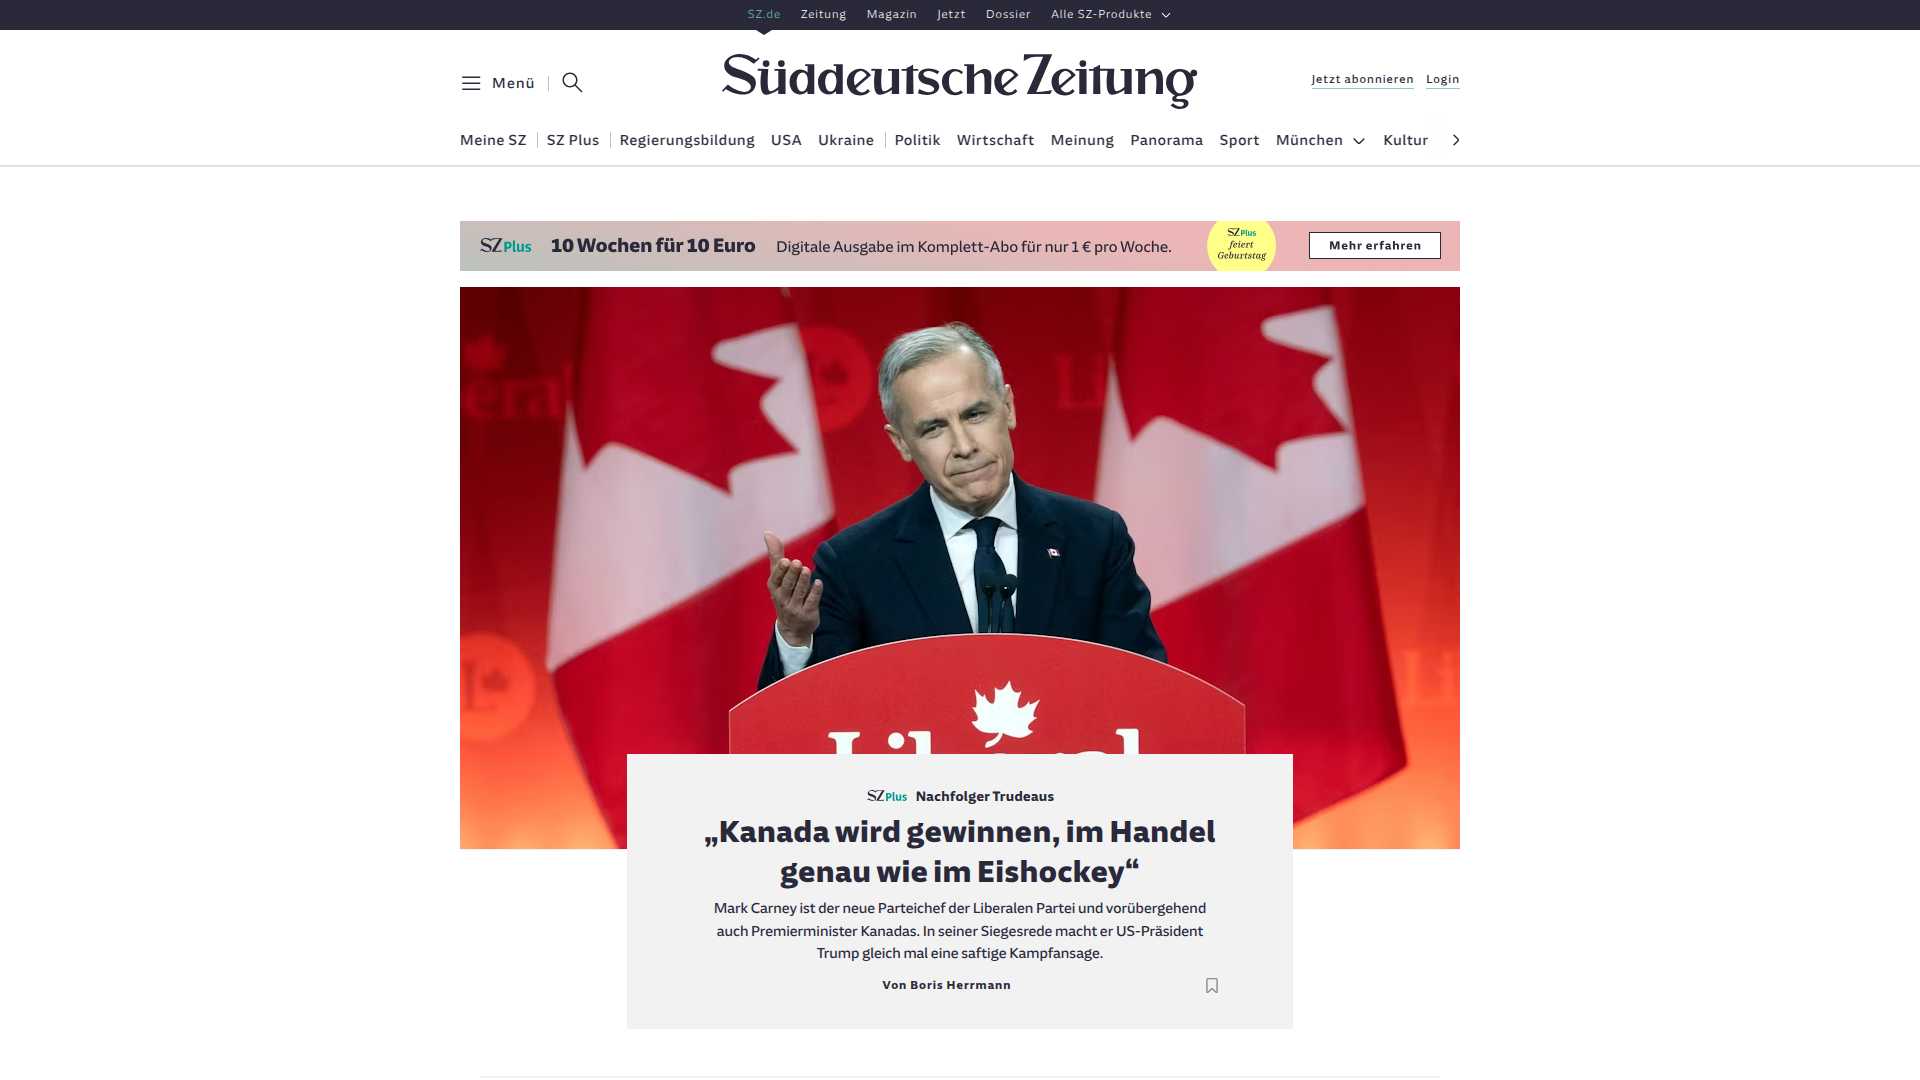 SZ.de Zeitung Magazin Jetzt Dossier Alle SZ-Produkte
Menü
Süddeutsche Zeitung
Jetzt abonnieren Login
Meine SZ SZ Plus Regierungsbildung USA Ukraine Politik Wirtschaft Meinung Panorama Sport München Kultur
SZ Plus 10 Wochen für 10 Euro Digitale Ausgabe im Komplett-Abo für nur 1 € pro Woche.
SZ Plus
feiert
Geburtstag
Mehr erfahren
Liberal
SZ Plus Nachfolger Trudeaus
„Kanada wird gewinnen, im Handel
genau wie im Eishockey“
Mark Carney ist der neue Parteichef der Liberalen Partei und vorübergehend
auch Premierminister Kanadas. In seiner Siegesrede macht er US-Präsident
Trump gleich mal eine saftige Kampfansage.
Von Boris Herrmann